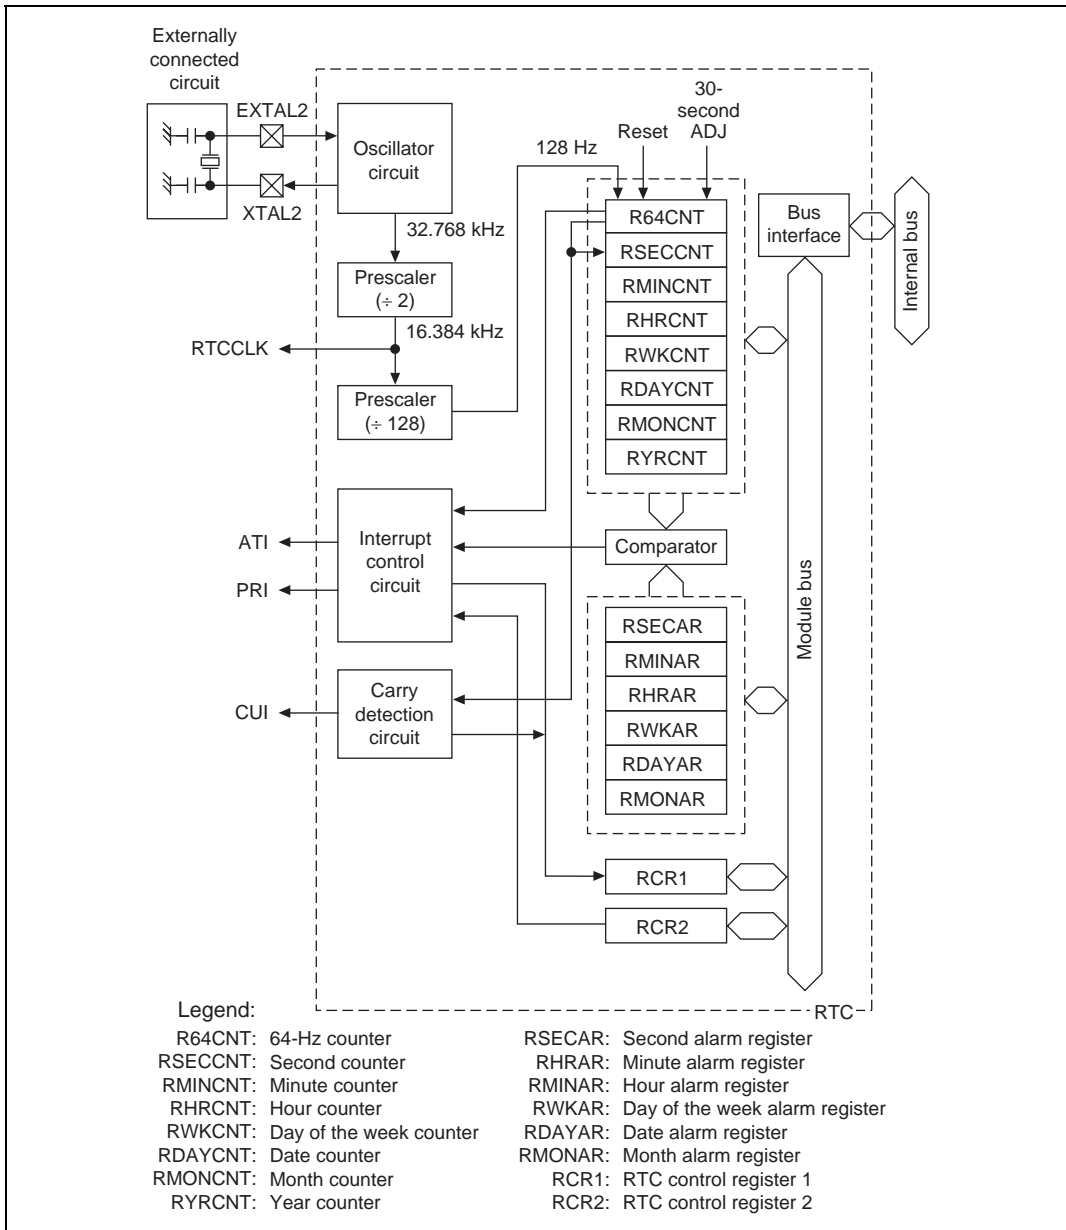 Externally
connected
circuit
EXTAL2
XTAL2
Oscillator
circuit
32.768 kHz
Prescaler
(÷ 2)
16.384 kHz
RTCCLK
Prescaler
(÷ 128)
128 Hz
Reset
30-
second
ADJ
R64CNT
RSECCNT
RMINCNT
RHRCNT
RWKCNT
RDAYCNT
RMONCNT
RYRCNT
Bus
interface
Internal bus
Module bus
ATI
PRI
Interrupt
control
circuit
Comparator
CUI
Carry
detection
circuit
RSECAR
RMINAR
RHRAR
RWKAR
RDAYAR
RMONAR
RCR1
RCR2
RTC
Legend:
R64CNT: 64-Hz counter
RSECCNT: Second counter
RMINCNT: Minute counter
RHRCNT: Hour counter
RWKCNT: Day of the week counter
RDAYCNT: Date counter
RMONCNT: Month counter
RYRCNT: Year counter
RSECAR: Second alarm register
RHRAR: Minute alarm register
RMINAR: Hour alarm register
RWKAR: Day of the week alarm register
RDAYAR: Date alarm register
RMONAR: Month alarm register
RCR1: RTC control register 1
RCR2: RTC control register 2